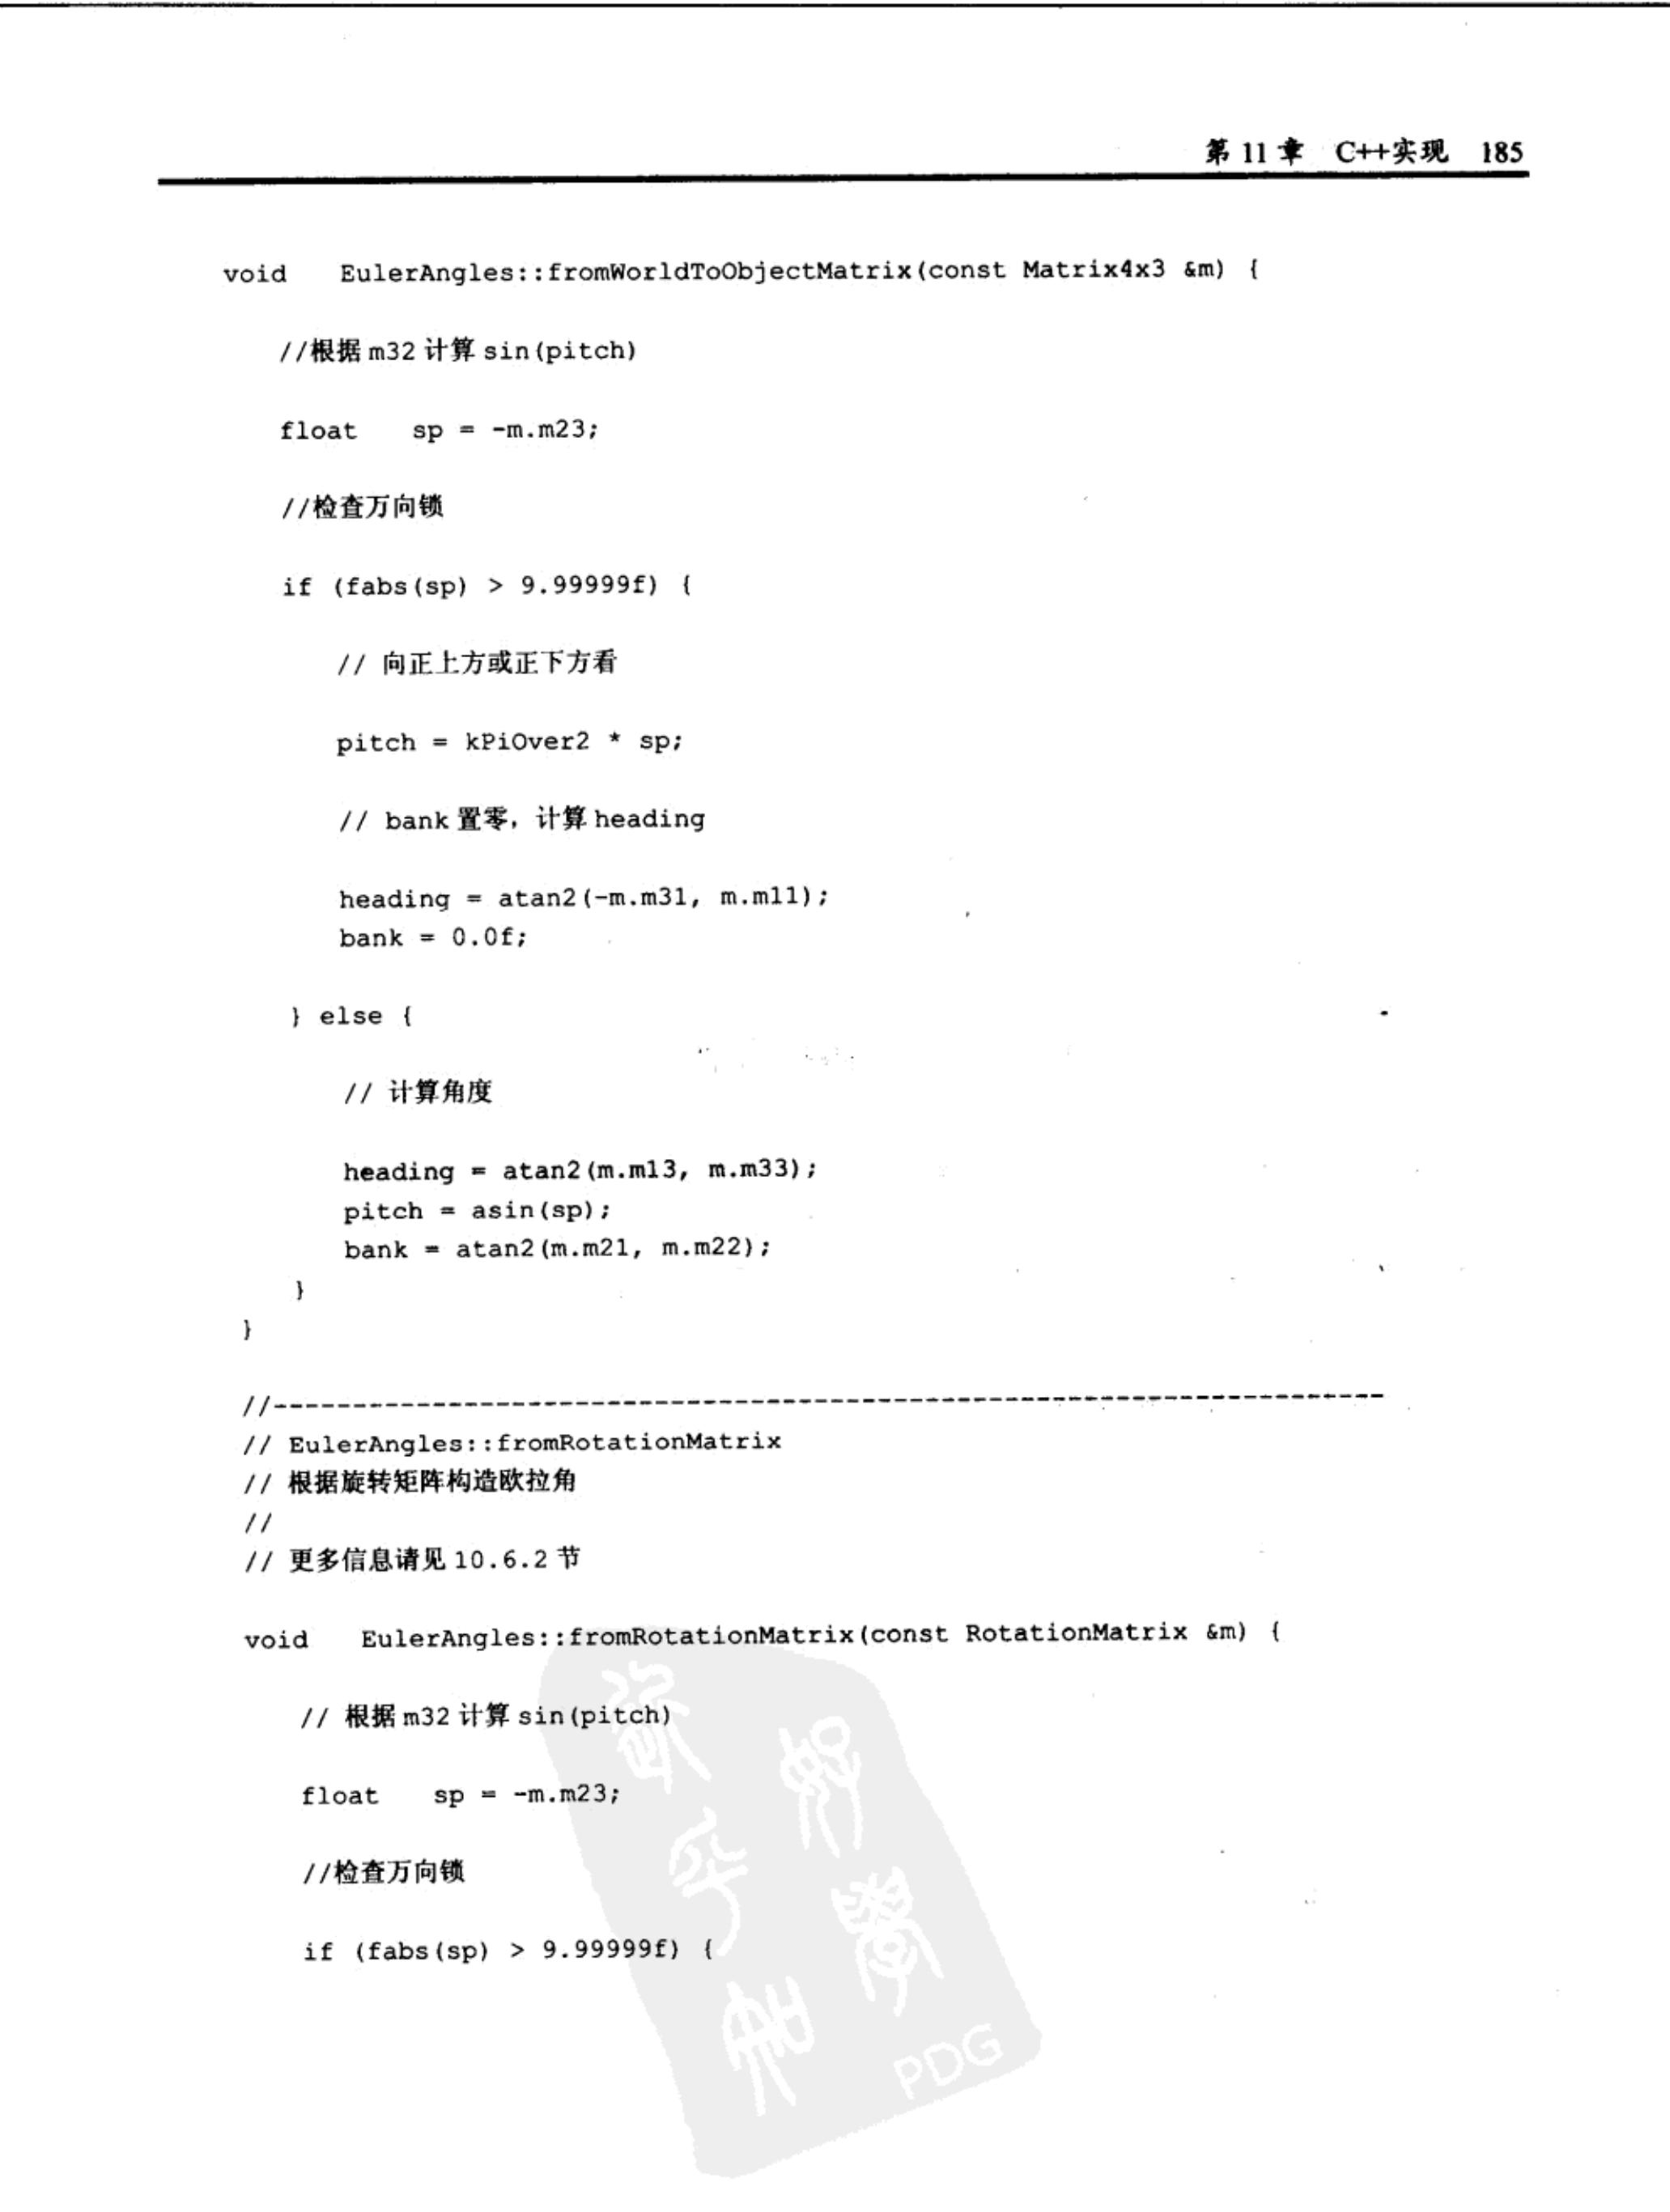 第 11 章 C++实现 185
void EulerAngles::fromWorldToObjectMatrix(const Matrix4x3 &m) {
//根据 m32 计算 sin(pitch)
float sp = -m.m23;
//检查万向锁
if (fabs(sp) > 9.99999f) {
// 向正上方或正下方看
pitch = kPiOver2 * sp;
// bank 置零，计算 heading
heading = atan2(-m.m31, m.m11);
bank = 0.0f;
} else {
// 计算角度
heading = atan2(m.m13, m.m33);
pitch = asin(sp);
bank = atan2(m.m21, m.m22);
}
}
//----------------------------------------------------------------------
// EulerAngles::fromRotationMatrix
// 根据旋转矩阵构造欧拉角
//
// 更多信息请见 10.6.2 节
void EulerAngles::fromRotationMatrix(const RotationMatrix &m) {
// 根据 m32 计算 sin(pitch)
float sp = -m.m23;
//检查万向锁
if (fabs(sp) > 9.99999f) {
PDG